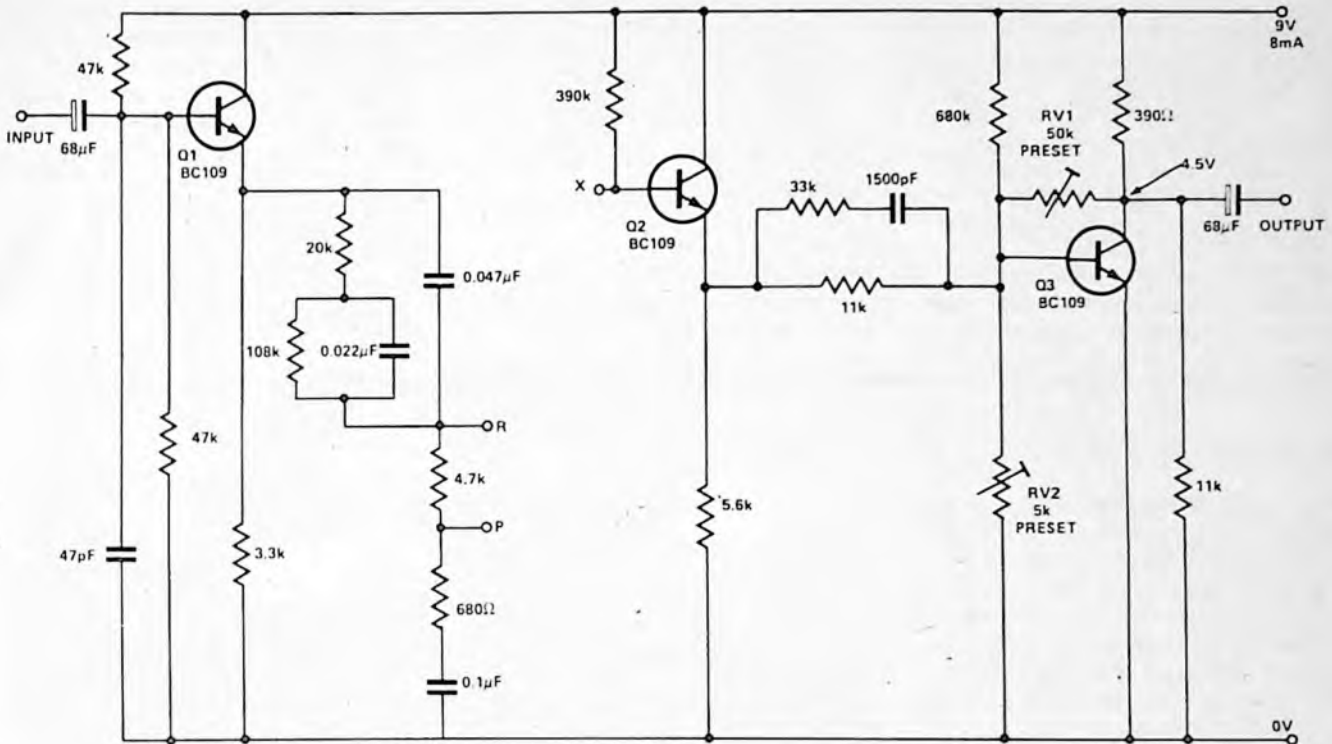 9V
8mA
47k
390k
680k
RV1
50k
PRESET
390Ω
INPUT
68µF
Q1
BC109
4.5V
X
33k
1500pF
Q2
BC109
68µF
OUTPUT
20k
0.047µF
Q3
BC109
11k
108k
0.022µF
R
47k
4.7k
5.6k
RV2
5k
PRESET
11k
P
47pF
3.3k
680Ω
0.1µF
0V